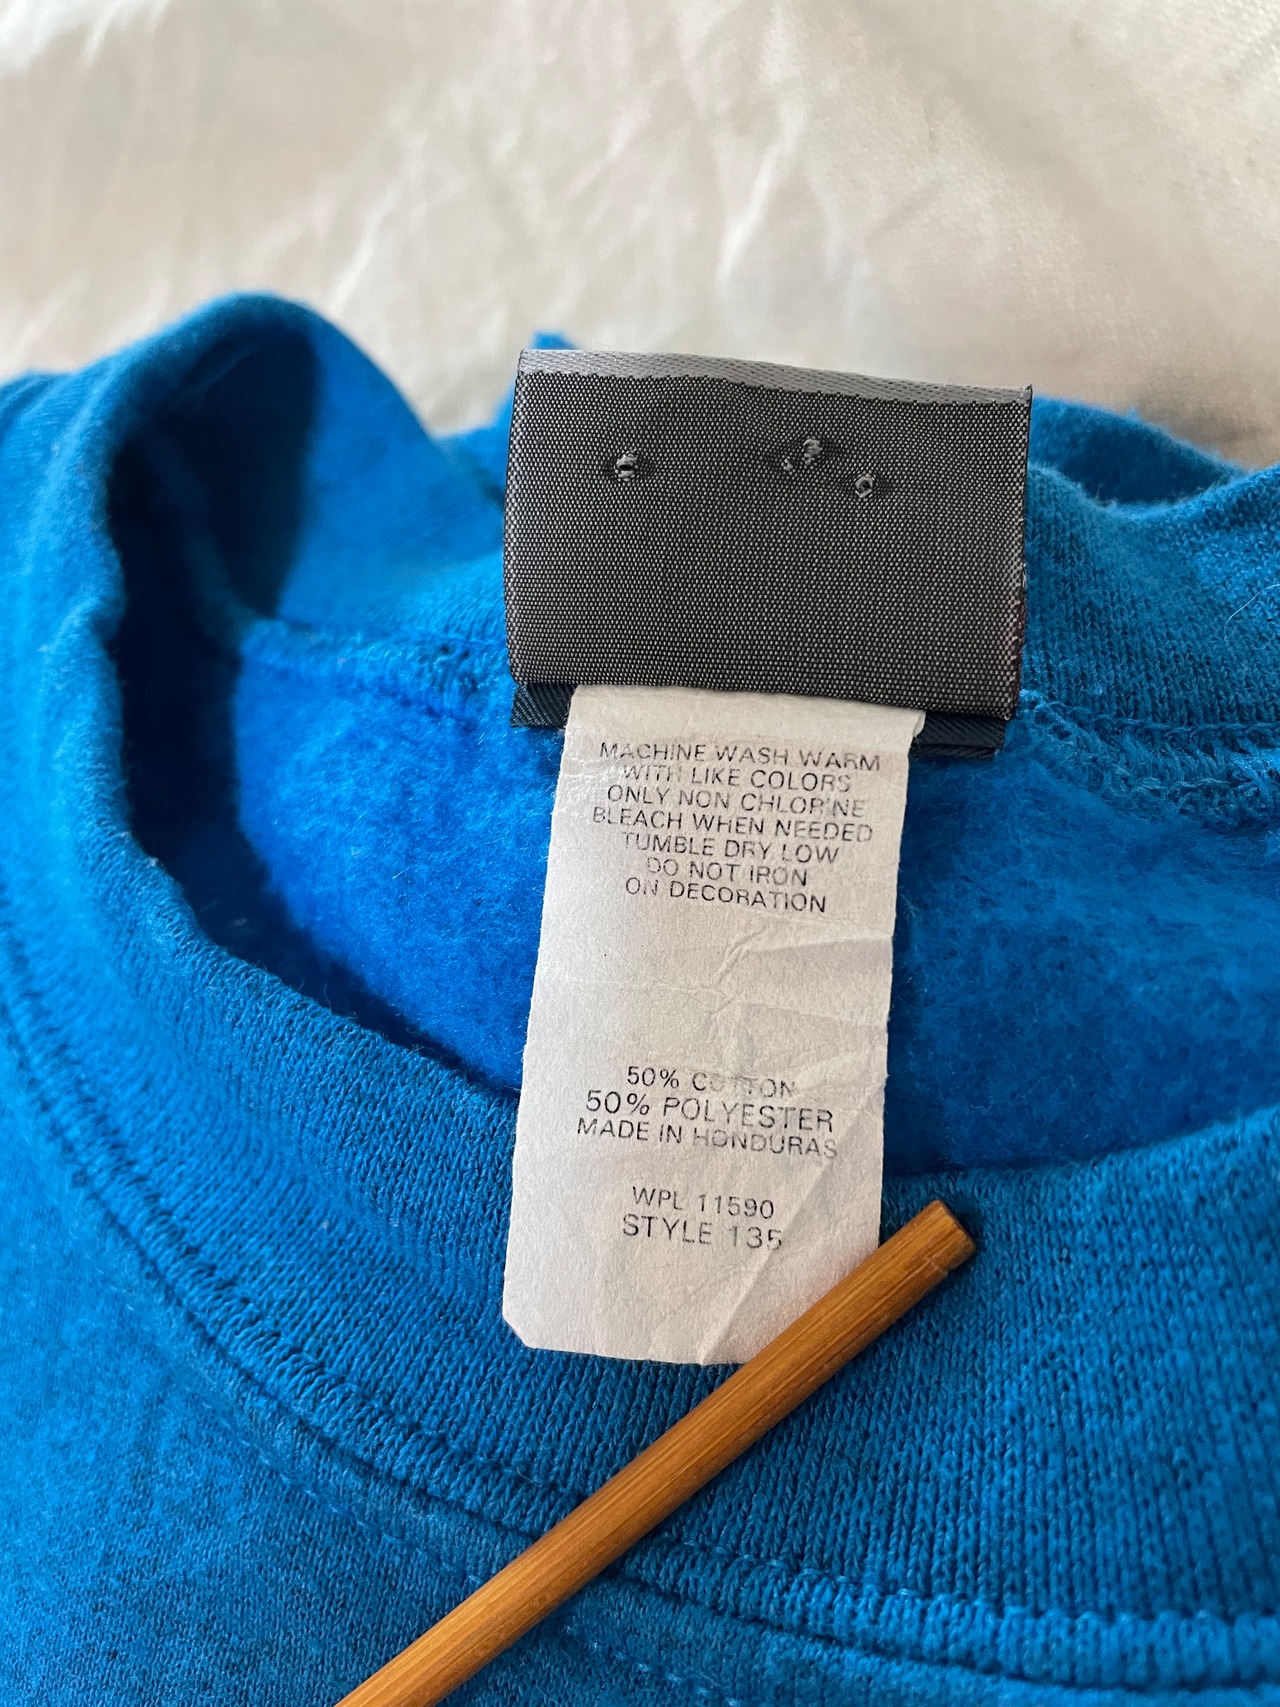 MACHINE WASH WARM
WITH LIKE COLORS
ONLY NON CHLORINE
BLEACH WHEN NEEDED
TUMBLE DRY LOW
DO NOT IRON
ON DECORATION
50% COTTON
50% POLYESTER
MADE IN HONDURAS
WPL 11590
STYLE 135